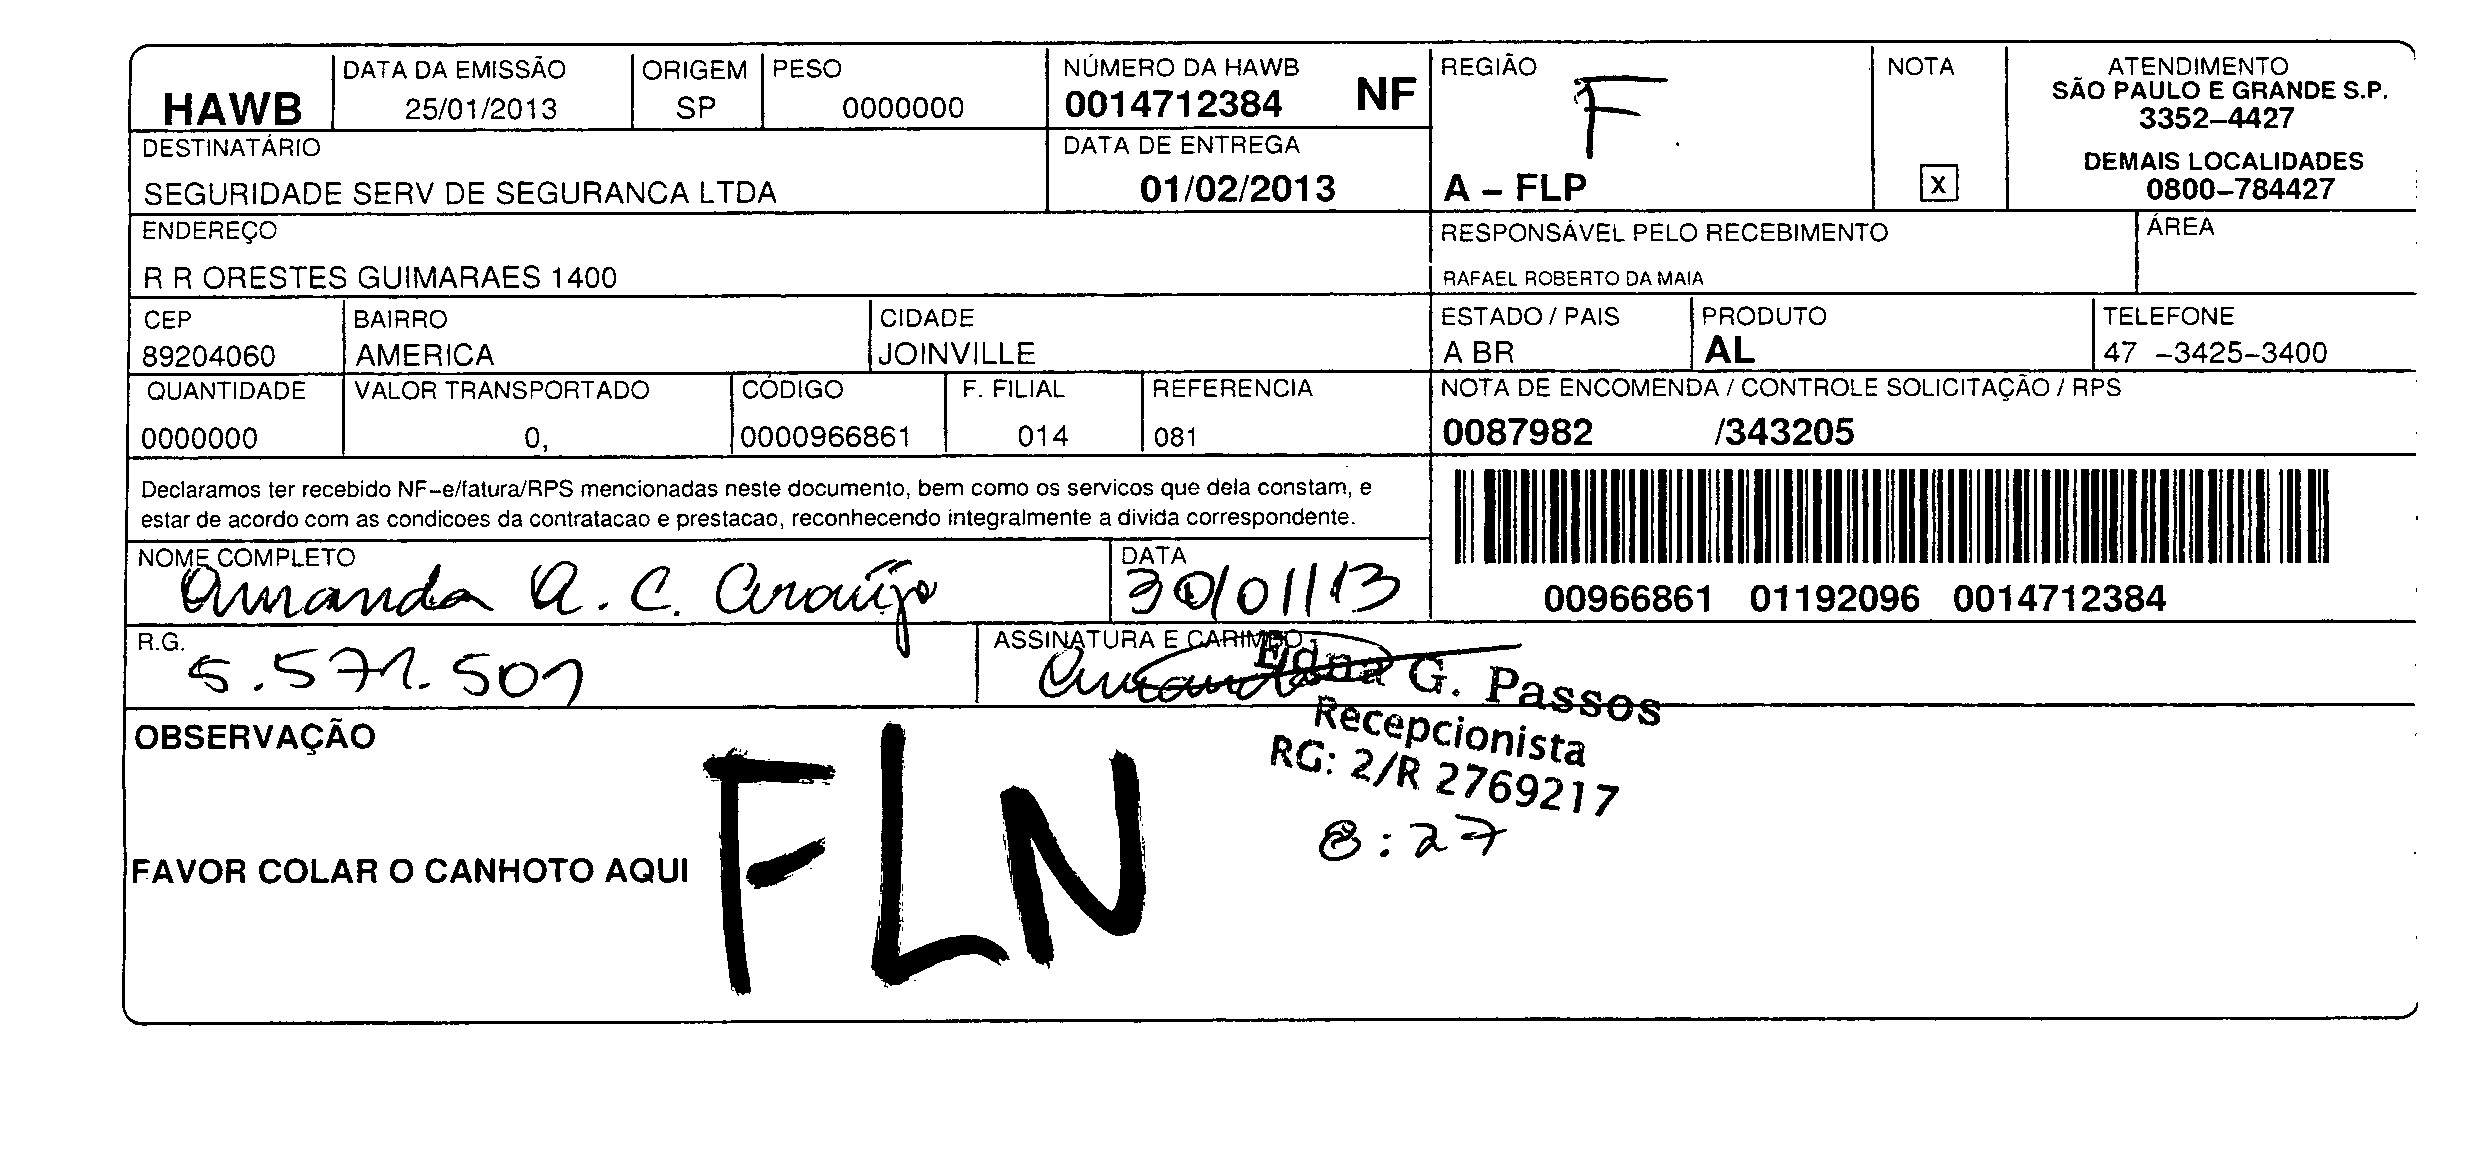 HAWB
DATA DA EMISSÃO
25/01/2013
ORIGEM
SP
PESO
0000000
NÚMERO DA HAWB
0014712384 NF
REGIÃO
F
A – FLP
NOTA
X
ATENDIMENTO
SÃO PAULO E GRANDE S.P.
3352–4427
DEMAIS LOCALIDADES
0800–784427
DESTINATÁRIO
SEGURIDADE SERV DE SEGURANCA LTDA
DATA DE ENTREGA
01/02/2013
ENDEREÇO
R R ORESTES GUIMARAES 1400
RESPONSÁVEL PELO RECEBIMENTO
RAFAEL ROBERTO DA MAIA
ÁREA
CEP
89204060
BAIRRO
AMERICA
CIDADE
JOINVILLE
ESTADO / PAIS
A BR
PRODUTO
AL
TELEFONE
47 –3425–3400
QUANTIDADE
0000000
VALOR TRANSPORTADO
0,
CÓDIGO
0000966861
F. FILIAL
014
REFERENCIA
081
NOTA DE ENCOMENDA / CONTROLE SOLICITAÇÃO / RPS
0087982 /343205
Declaramos ter recebido NF–e/fatura/RPS mencionadas neste documento, bem como os servicos que dela constam, e
estar de acordo com as condicoes da contratacao e prestacao, reconhecendo integralmente a divida correspondente.
00966861 01192096 0014712384
NOME COMPLETO
Amanda A. C. Araújo
DATA
30/01/13
R.G.
5.571.501
ASSINATURA E CARIMBO
Amanda
Edna G. Passos
Recepcionista
RG: 2/R 2769217
8:27
OBSERVAÇÃO
FLN
FAVOR COLAR O CANHOTO AQUI